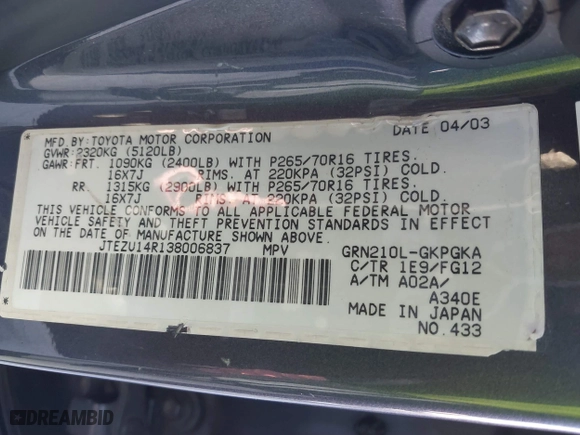 MFD.BY:TOYOTA MOTOR CORPORATION DATE 04/03
GVWR:2320KG (5120LB)
GAWR:FRT. 1090KG (2400LB) WITH P265/70R16 TIRES.
16X7J RIMS. AT 220KPA (32PSI) COLD.
RR. 1315KG (2900LB) WITH P265/70R16 TIRES.
16X7J RIMS. AT 220KPA (32PSI) COLD.
THIS VEHICLE CONFORMS TO ALL APPLICABLE FEDERAL MOTOR
VEHICLE SAFETY AND THEFT PREVENTION STANDARDS IN EFFECT
ON THE DATE OF MANUFACTURE SHOWN ABOVE.
JTEZU14R138006837 MPV GRN210L-GKPGKA
C/TR 1E9/FG12
A/TM A02A/
A340E
MADE IN JAPAN
NO.433
DREAMBID